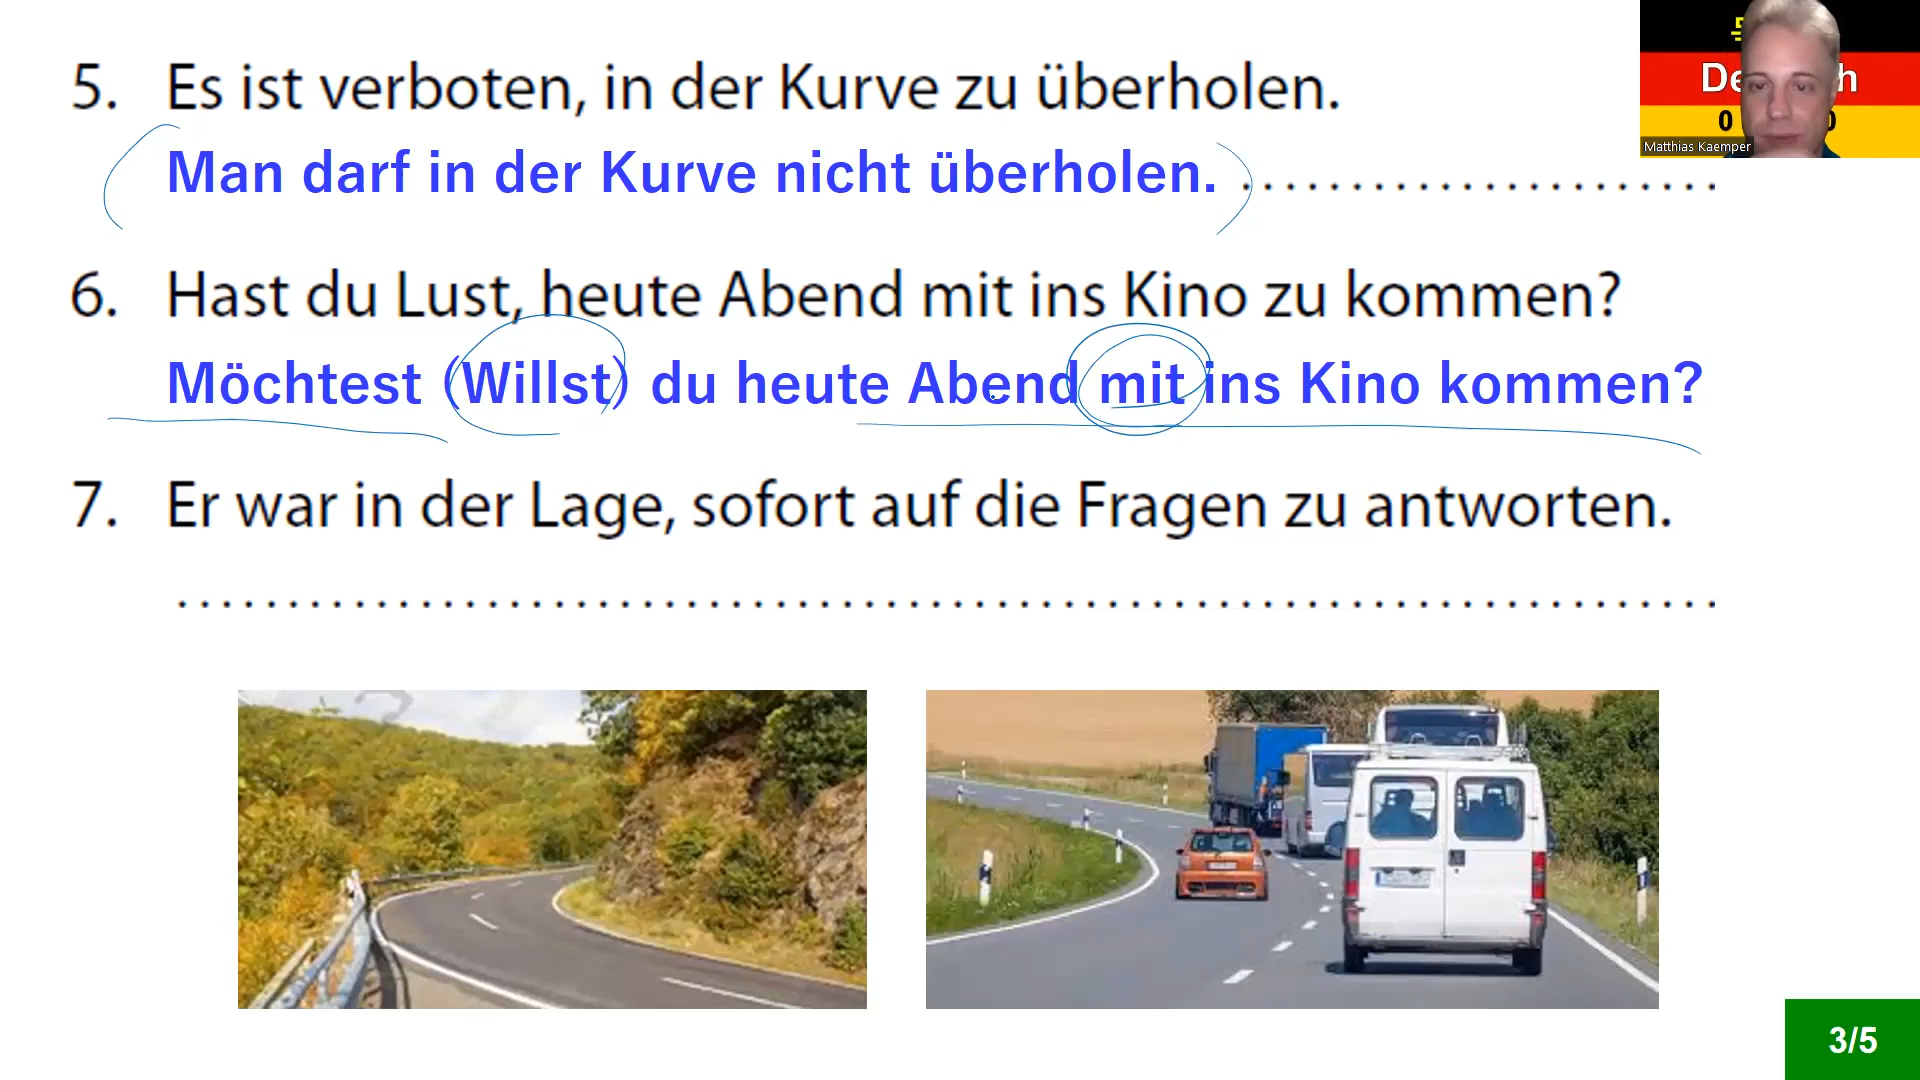 5. Es ist verboten, in der Kurve zu überholen.
Man darf in der Kurve nicht überholen.
6. Hast du Lust, heute Abend mit ins Kino zu kommen?
Möchtest (Willst) du heute Abend mit ins Kino kommen?
7. Er war in der Lage, sofort auf die Fragen zu antworten.
Matthias Kaemper
3/5